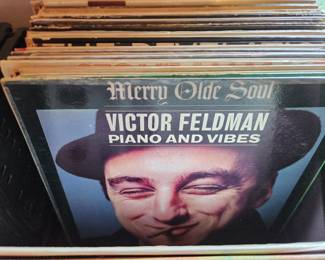 Merry Olde Soul
VICTOR FELDMAN
PIANO AND VIBES